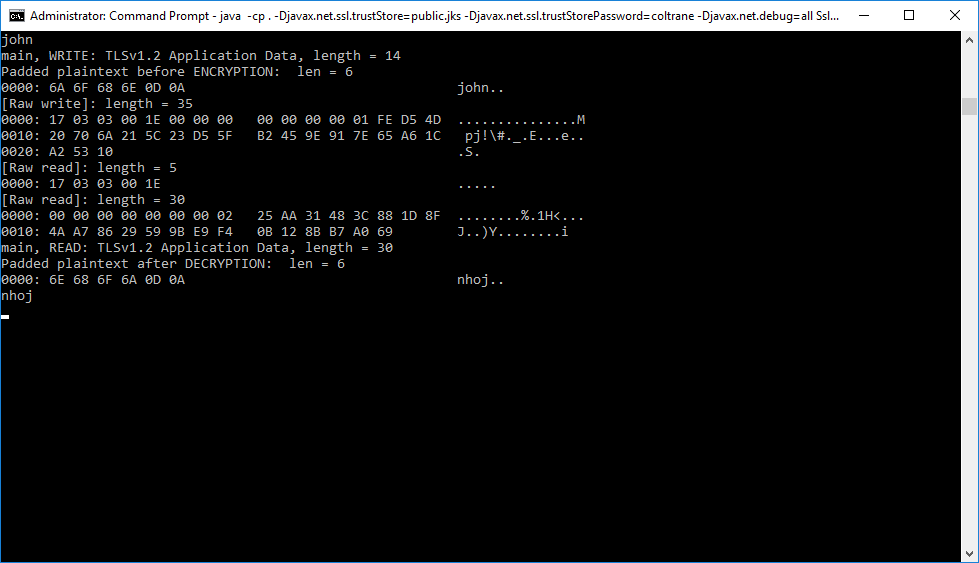 Administrator: Command Prompt - java  -cp . -Djavax.net.ssl.trustStore=public.jks -Djavax.net.ssl.trustStorePassword=coltrane -Djavax.net.debug=all Ssl...
john
main, WRITE: TLSv1.2 Application Data, length = 14
Padded plaintext before ENCRYPTION:  len = 6
0000: 6A 6F 68 6E 0D 0A                                  john..
[Raw write]: length = 35
0000: 17 03 03 00 1E 00 00 00   00 00 00 00 01 FE D5 4D  ...............M
0010: 20 70 6A 21 5C 23 D5 5F   B2 45 9E 91 7E 65 A6 1C   pj!\#._.E...e..
0020: A2 53 10                                           .S.
[Raw read]: length = 5
0000: 17 03 03 00 1E                                     .....
[Raw read]: length = 30
0000: 00 00 00 00 00 00 00 02   25 AA 31 48 3C 88 1D 8F  ........%.1H<...
0010: 4A A7 86 29 59 9B E9 F4   0B 12 8B B7 A0 69        J..)Y........i
main, READ: TLSv1.2 Application Data, length = 30
Padded plaintext after DECRYPTION:  len = 6
0000: 6E 68 6F 6A 0D 0A                                  nhoj..
nhoj